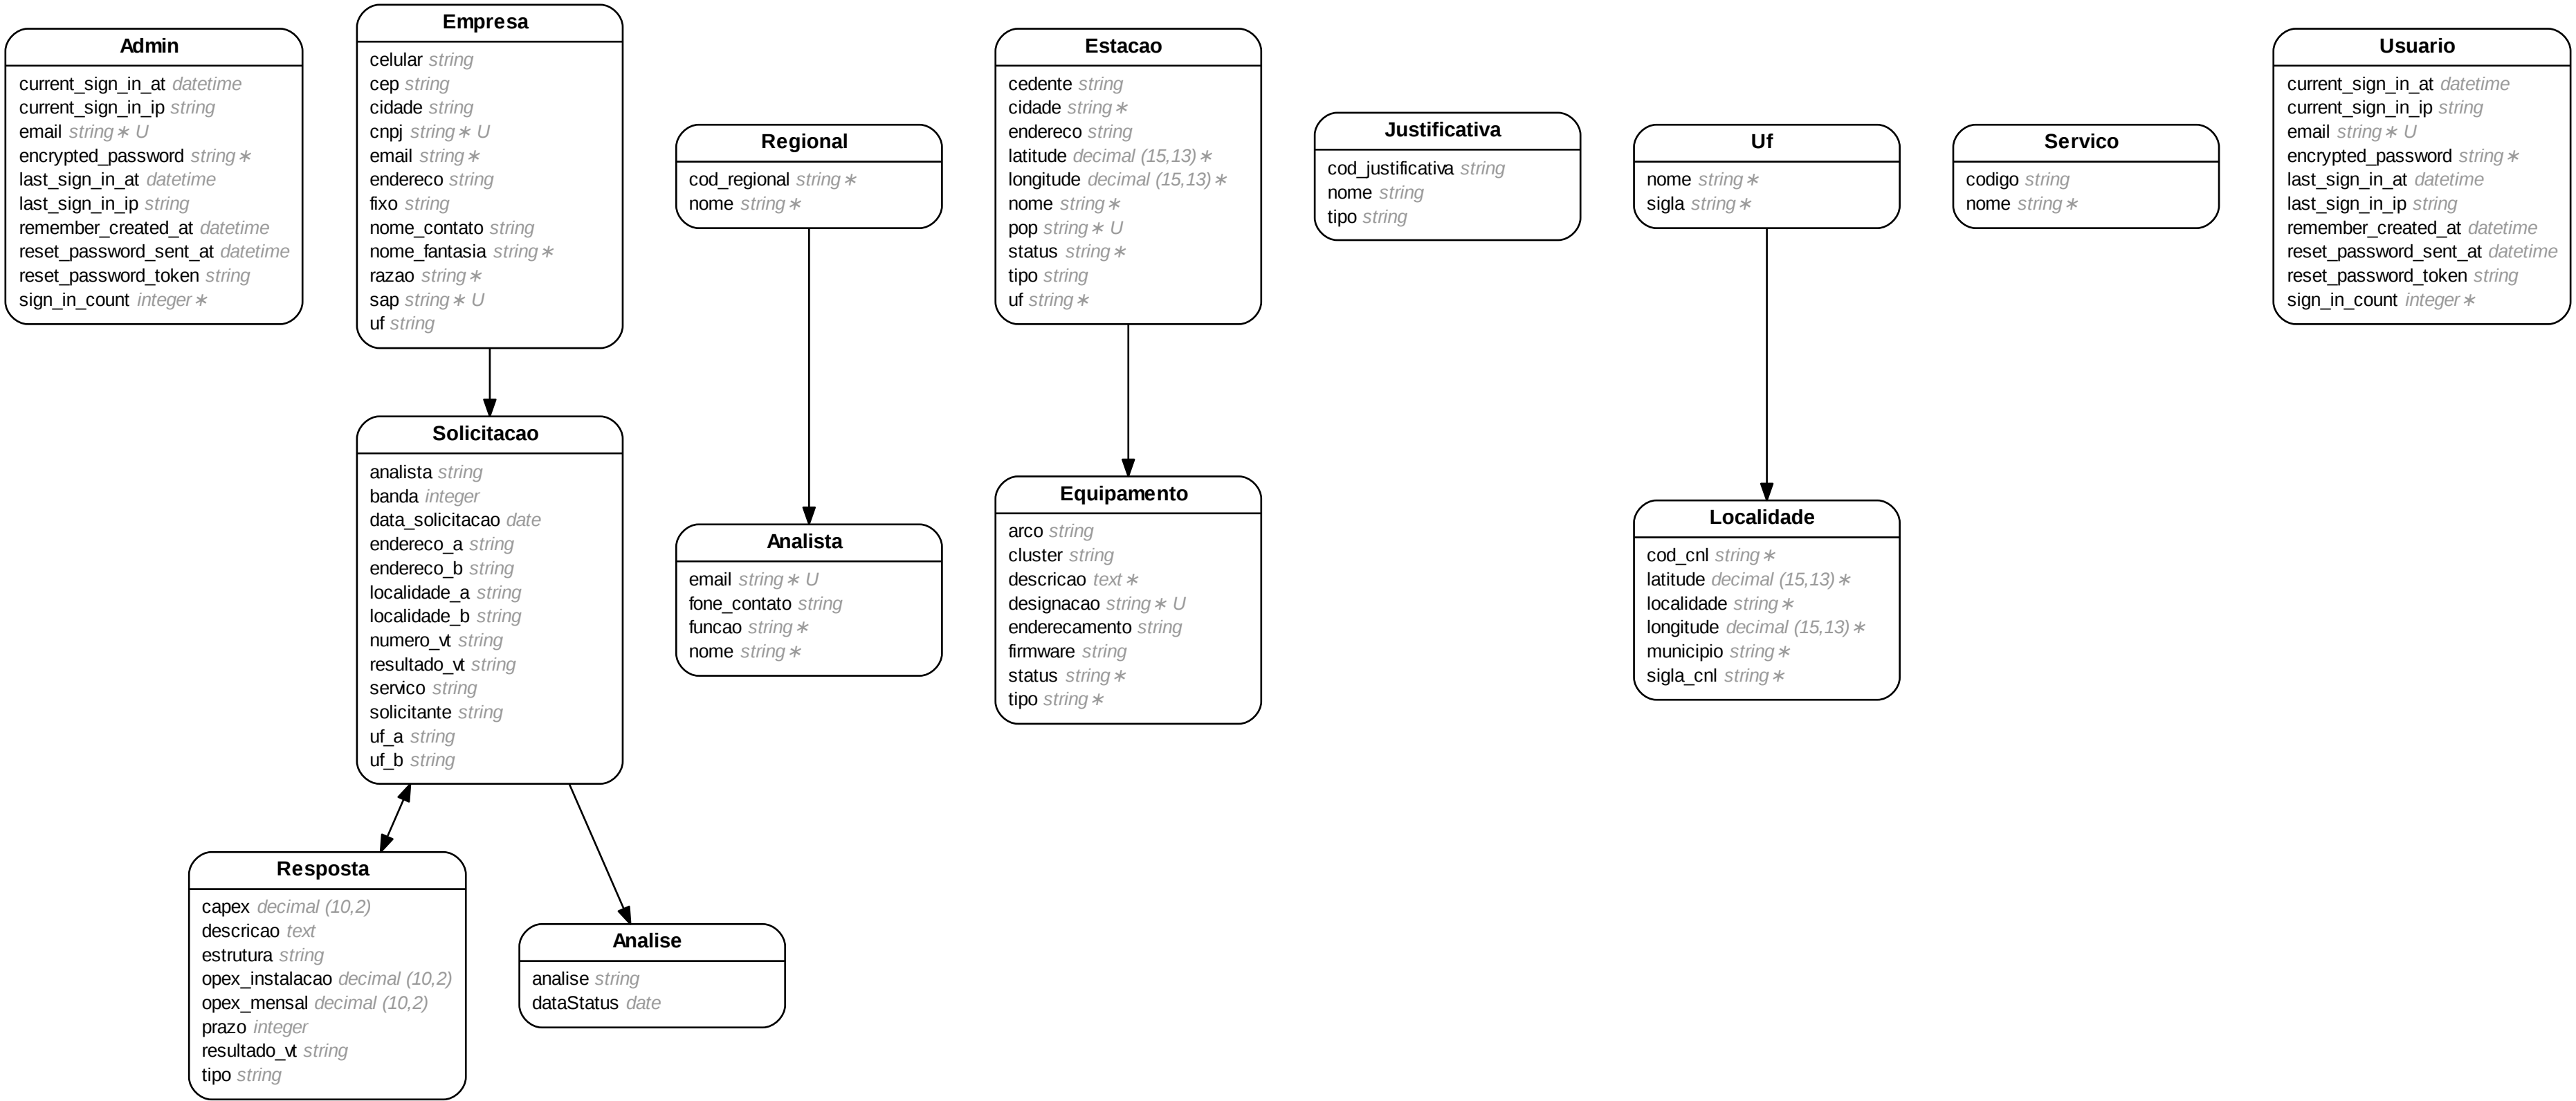 Admin
current_sign_in_at datetime
current_sign_in_ip string
email string∗ U
encrypted_password string∗
last_sign_in_at datetime
last_sign_in_ip string
remember_created_at datetime
reset_password_sent_at datetime
reset_password_token string
sign_in_count integer∗
Empresa
celular string
cep string
cidade string
cnpj string∗ U
email string∗
endereco string
fixo string
nome_contato string
nome_fantasia string∗
razao string∗
sap string∗ U
uf string
Solicitacao
analista string
banda integer
data_solicitacao date
endereco_a string
endereco_b string
localidade_a string
localidade_b string
numero_vt string
resultado_vt string
servico string
solicitante string
uf_a string
uf_b string
Resposta
capex decimal (10,2)
descricao text
estrutura string
opex_instalacao decimal (10,2)
opex_mensal decimal (10,2)
prazo integer
resultado_vt string
tipo string
Analise
analise string
dataStatus date
Regional
cod_regional string∗
nome string∗
Analista
email string∗ U
fone_contato string
funcao string∗
nome string∗
Estacao
cedente string
cidade string∗
endereco string
latitude decimal (15,13)∗
longitude decimal (15,13)∗
nome string∗
pop string∗ U
status string∗
tipo string
uf string∗
Equipamento
arco string
cluster string
descricao text∗
designacao string∗ U
enderecamento string
firmware string
status string∗
tipo string∗
Justificativa
cod_justificativa string
nome string
tipo string
Uf
nome string∗
sigla string∗
Localidade
cod_cnl string∗
latitude decimal (15,13)∗
localidade string∗
longitude decimal (15,13)∗
municipio string∗
sigla_cnl string∗
Servico
codigo string
nome string∗
Usuario
current_sign_in_at datetime
current_sign_in_ip string
email string∗ U
encrypted_password string∗
last_sign_in_at datetime
last_sign_in_ip string
remember_created_at datetime
reset_password_sent_at datetime
reset_password_token string
sign_in_count integer∗